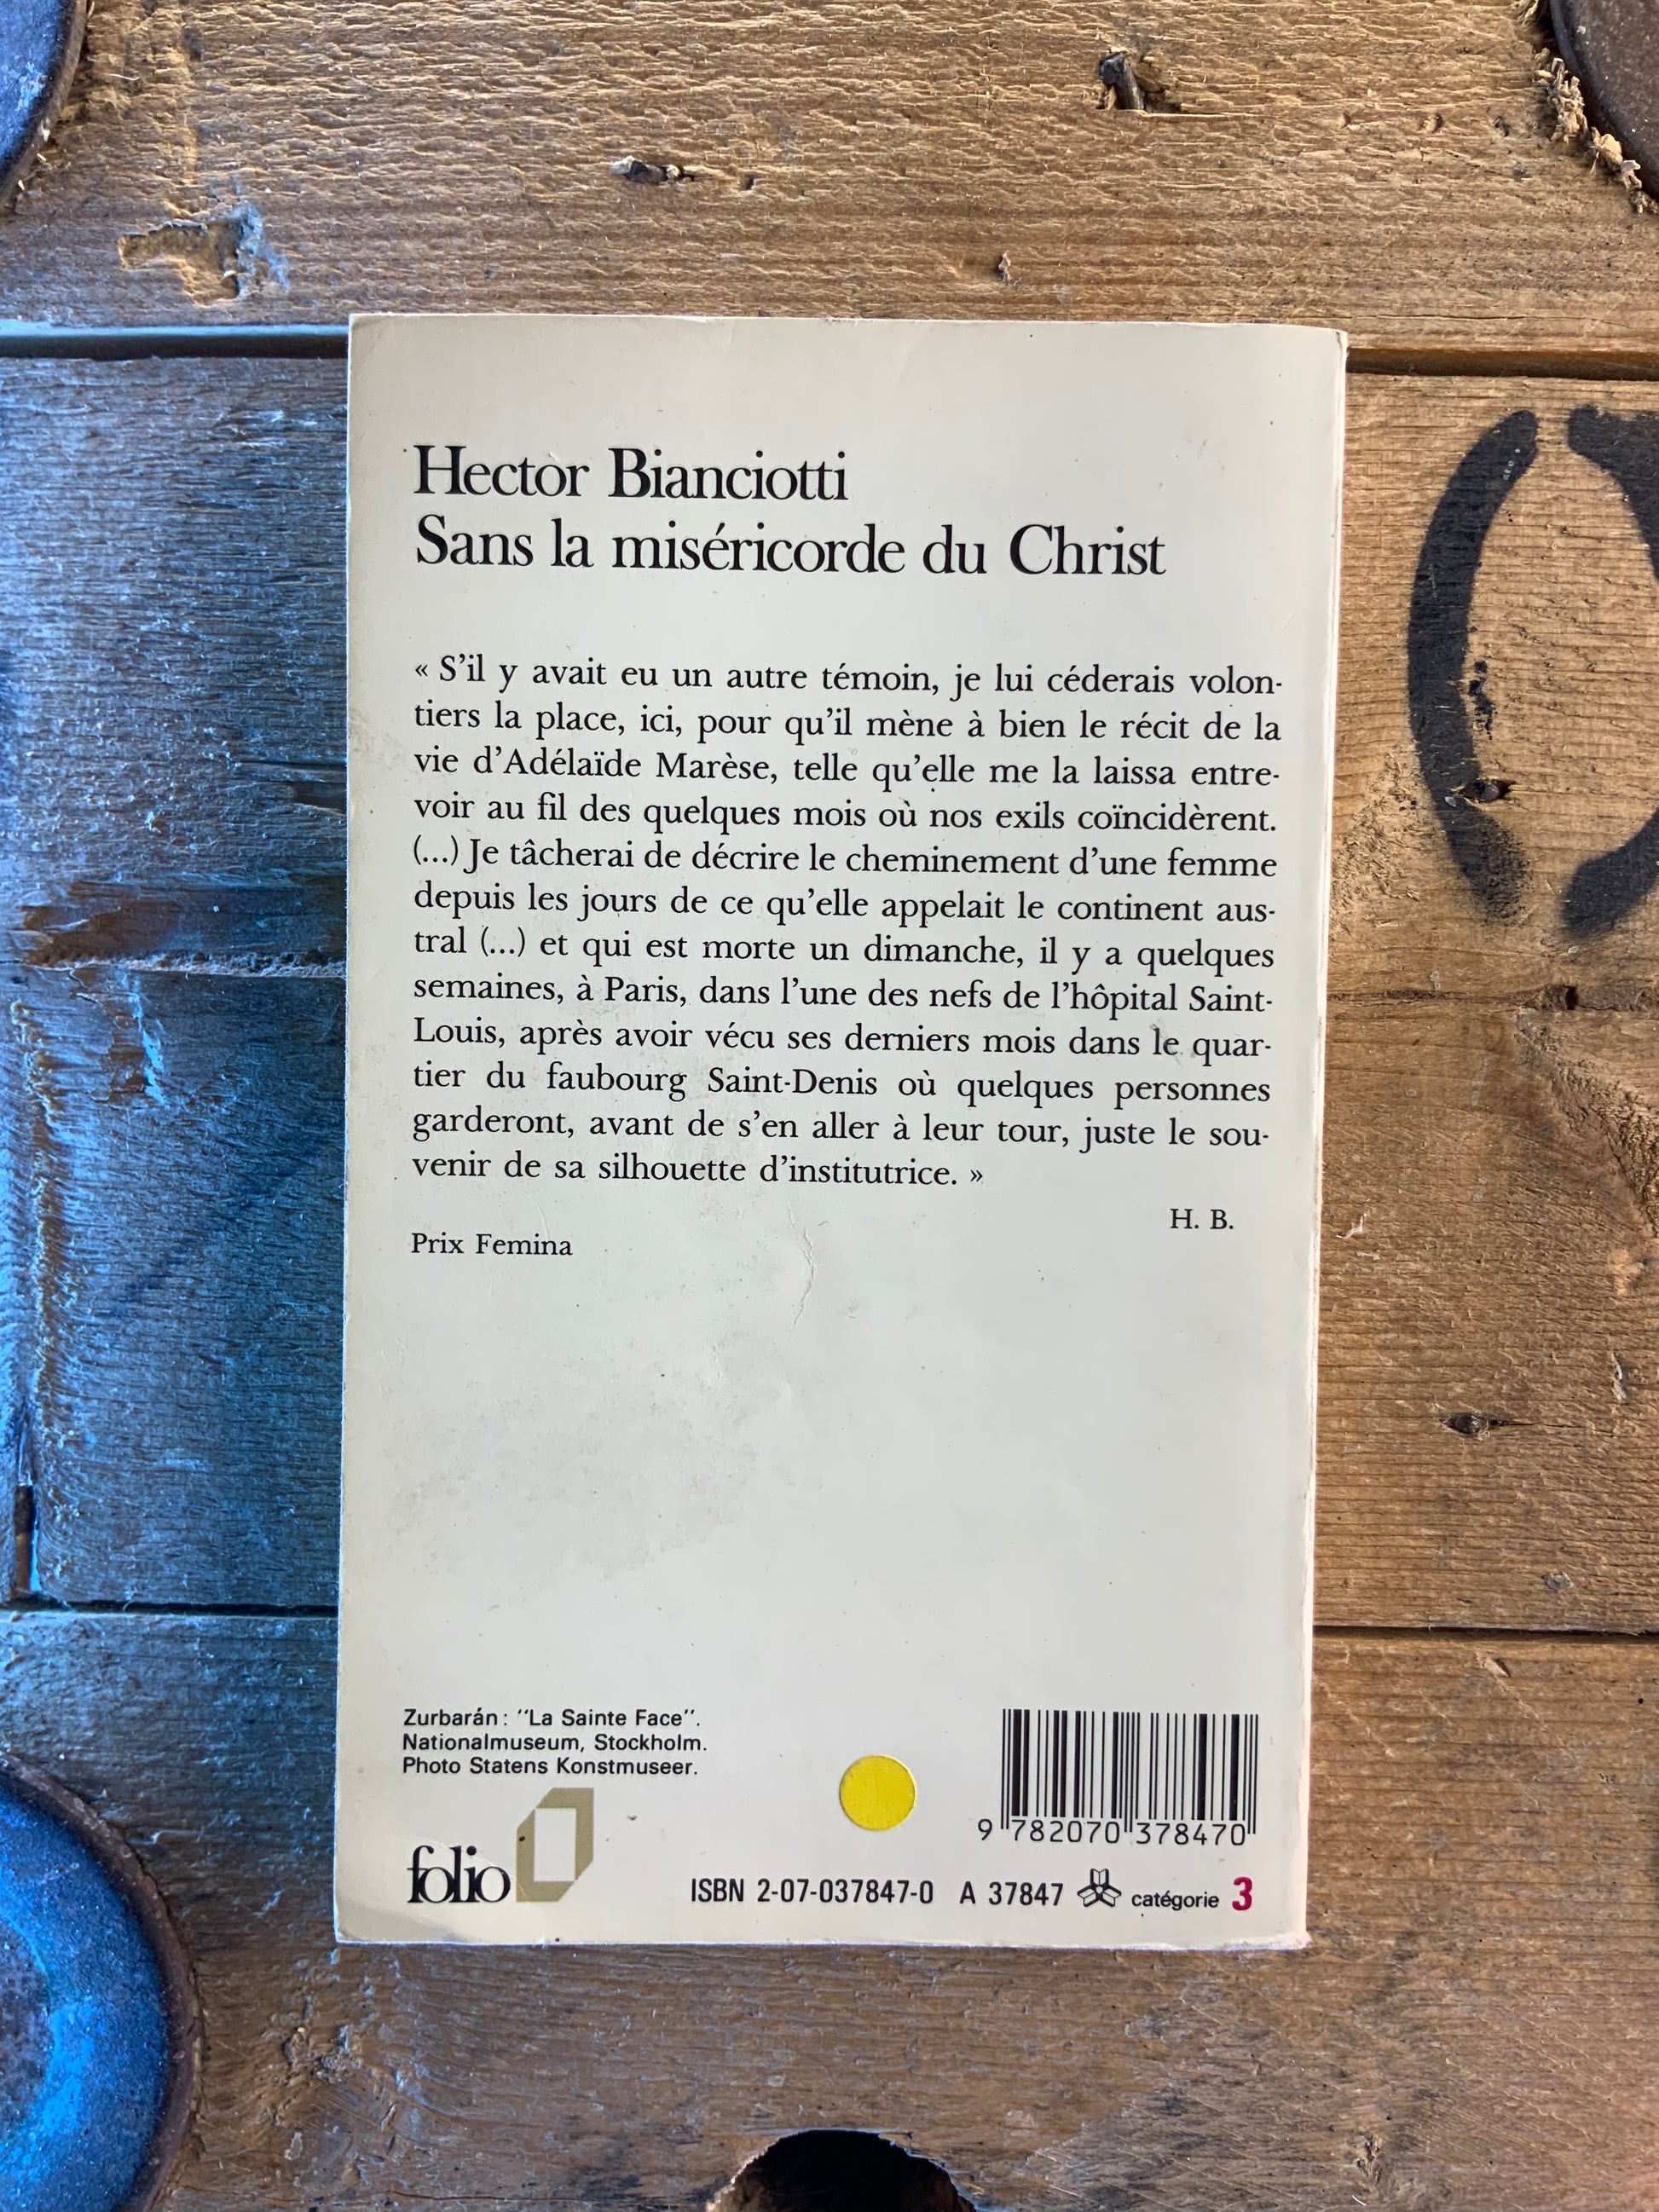 Hector Bianciotti
Sans la miséricorde du Christ
« S'il y avait eu un autre témoin, je lui céderais volon-
tiers la place, ici, pour qu'il mène à bien le récit de la
vie d'Adélaïde Marèse, telle qu'elle me la laissa entre-
voir au fil des quelques mois où nos exils coïncidèrent.
(...) Je tâcherai de décrire le cheminement d'une femme
depuis les jours de ce qu'elle appelait le continent aus-
tral (...) et qui est morte un dimanche, il y a quelques
semaines, à Paris, dans l'une des nefs de l'hôpital Saint-
Louis, après avoir vécu ses derniers mois dans le quar-
tier du faubourg Saint-Denis où quelques personnes
garderont, avant de s'en aller à leur tour, juste le sou-
venir de sa silhouette d'institutrice. »
H. B.
Prix Femina
Zurbarán : "La Sainte Face".
Nationalmuseum, Stockholm.
Photo Statens Konstmuseer.
folio
9 782070 378470
ISBN 2-07-037847-0 A 37847 catégorie 3